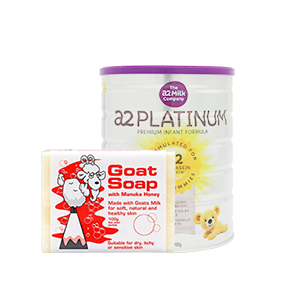 The
a2 Milk
Company
a2 PLATINUM
PREMIUM INFANT FORMULA
FOR
2
Goat
Soap
with Manuka Honey
Made with Goats Milk
for soft, natural and
healthy skin
100g
Suitable for dry, itchy
or sensitive skin